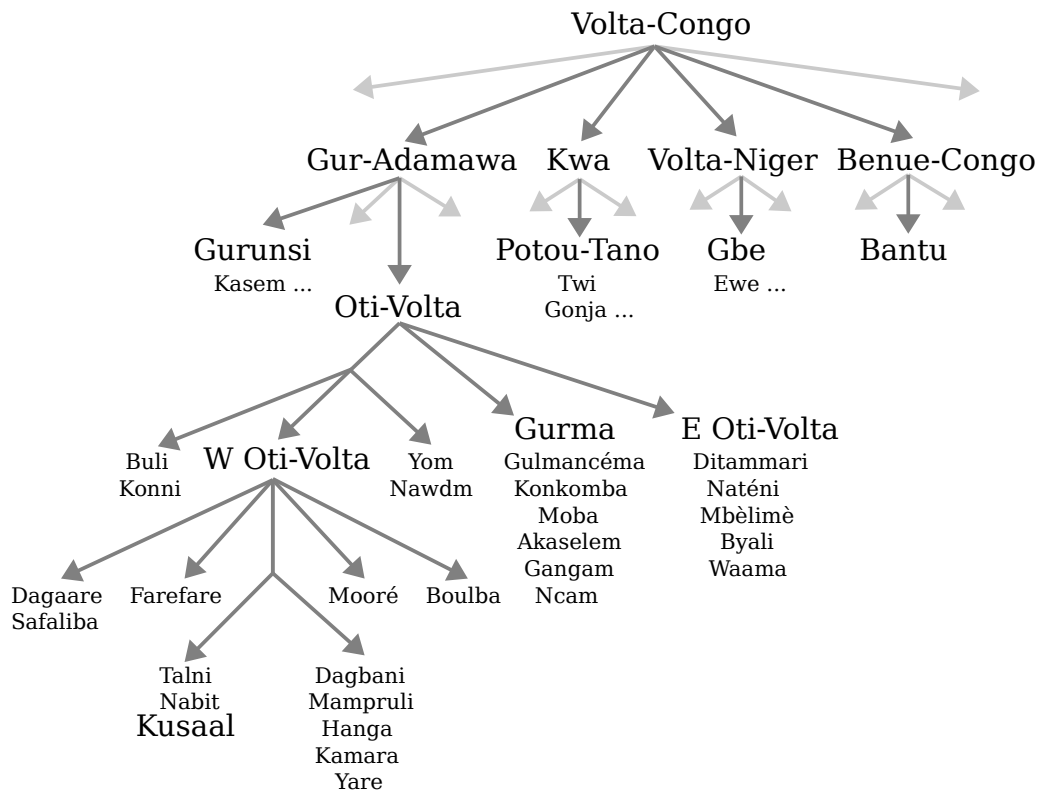 Volta-Congo
Gur-Adamawa
Kwa
Volta-Niger
Benue-Congo
Gurunsi
Kasem ...
Potou-Tano
Twi
Gonja ...
Gbe
Ewe ...
Bantu
Oti-Volta
Buli
Konni
W Oti-Volta
Yom
Nawdm
Gurma
Gulmancéma
Konkomba
Moba
Akaselem
Gangam
Ncam
E Oti-Volta
Ditammari
Naténi
Mbèlimè
Byali
Waama
Dagaare
Safaliba
Farefare
Mooré
Boulba
Talni
Nabit
Kusaal
Dagbani
Mampruli
Hanga
Kamara
Yare